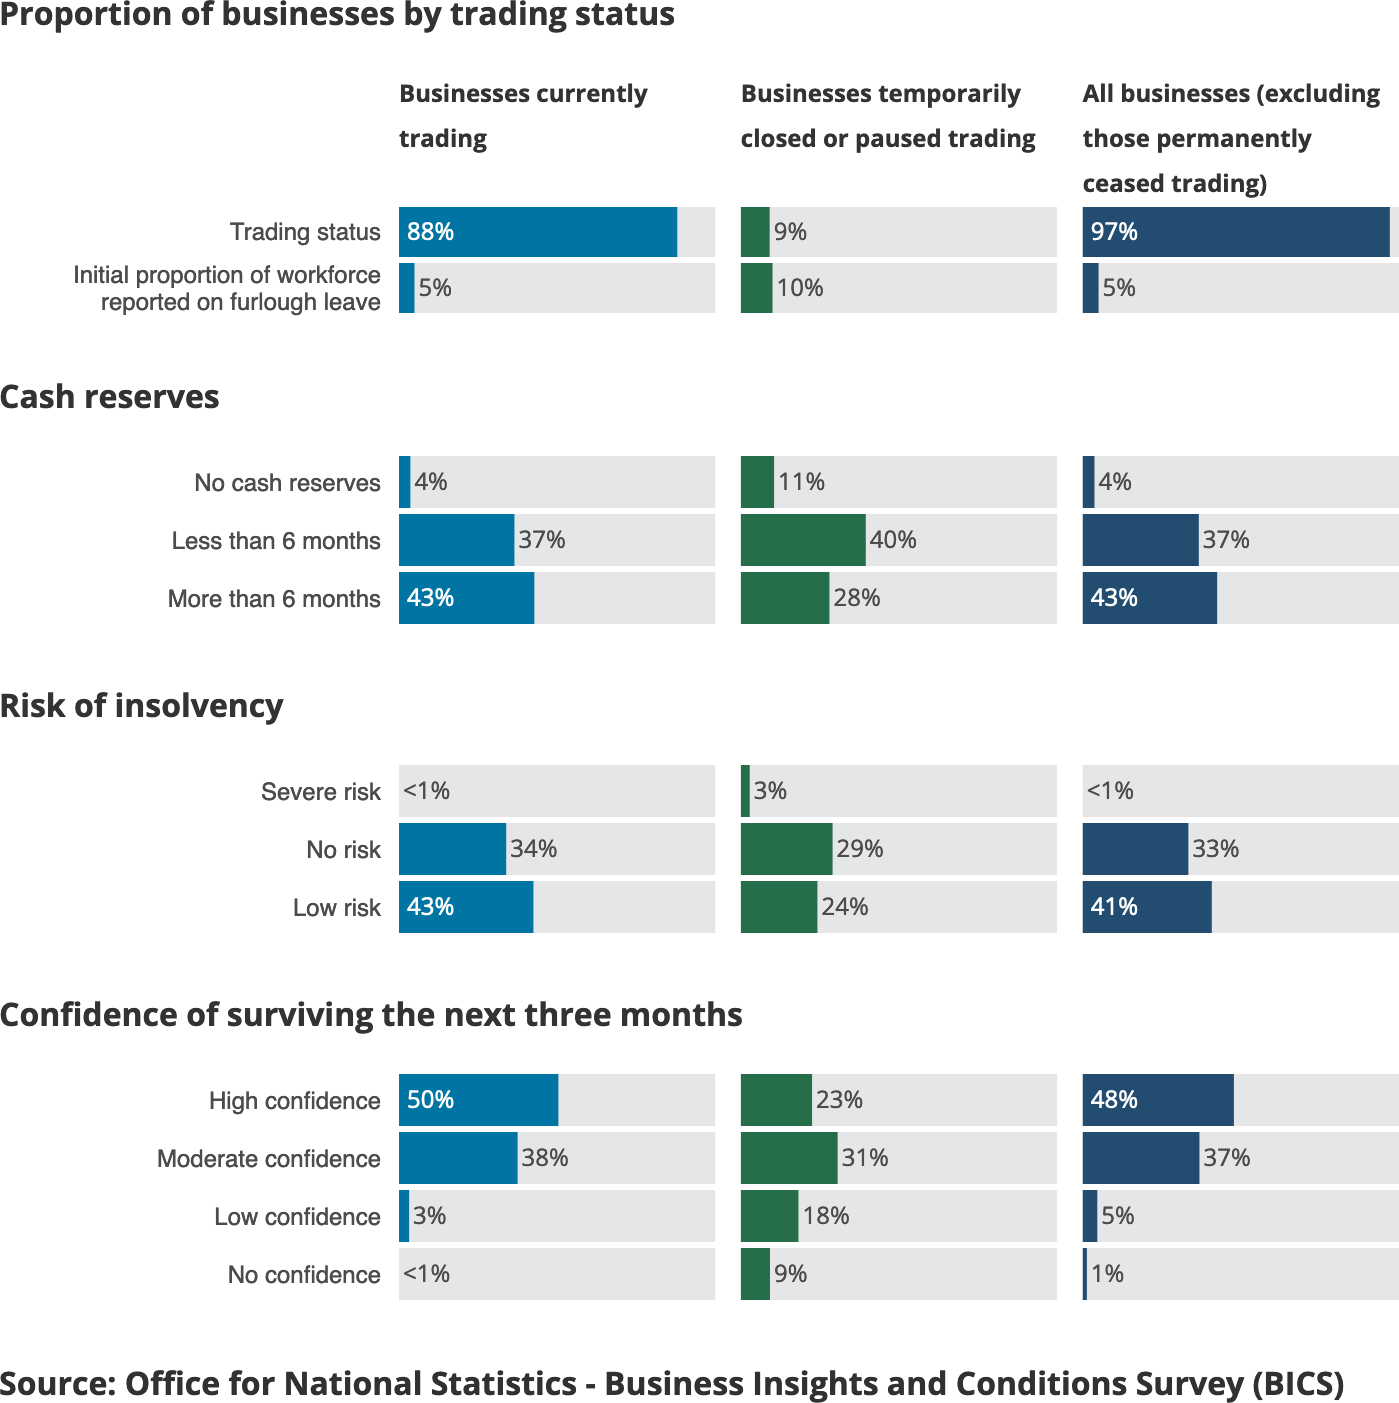 Proportion of businesses by trading status
Businesses currently
trading
Businesses temporarily
closed or paused trading
All businesses (excluding
those permanently
ceased trading)
Trading status
88%
9%
97%
Initial proportion of workforce
reported on furlough leave
5%
10%
5%
Cash reserves
No cash reserves
4%
11%
4%
Less than 6 months
37%
40%
37%
More than 6 months
43%
28%
43%
Risk of insolvency
Severe risk
<1%
3%
<1%
No risk
34%
29%
33%
Low risk
43%
24%
41%
Confidence of surviving the next three months
High confidence
50%
23%
48%
Moderate confidence
38%
31%
37%
Low confidence
3%
18%
5%
No confidence
<1%
9%
1%
Source: Office for National Statistics - Business Insights and Conditions Survey (BICS)